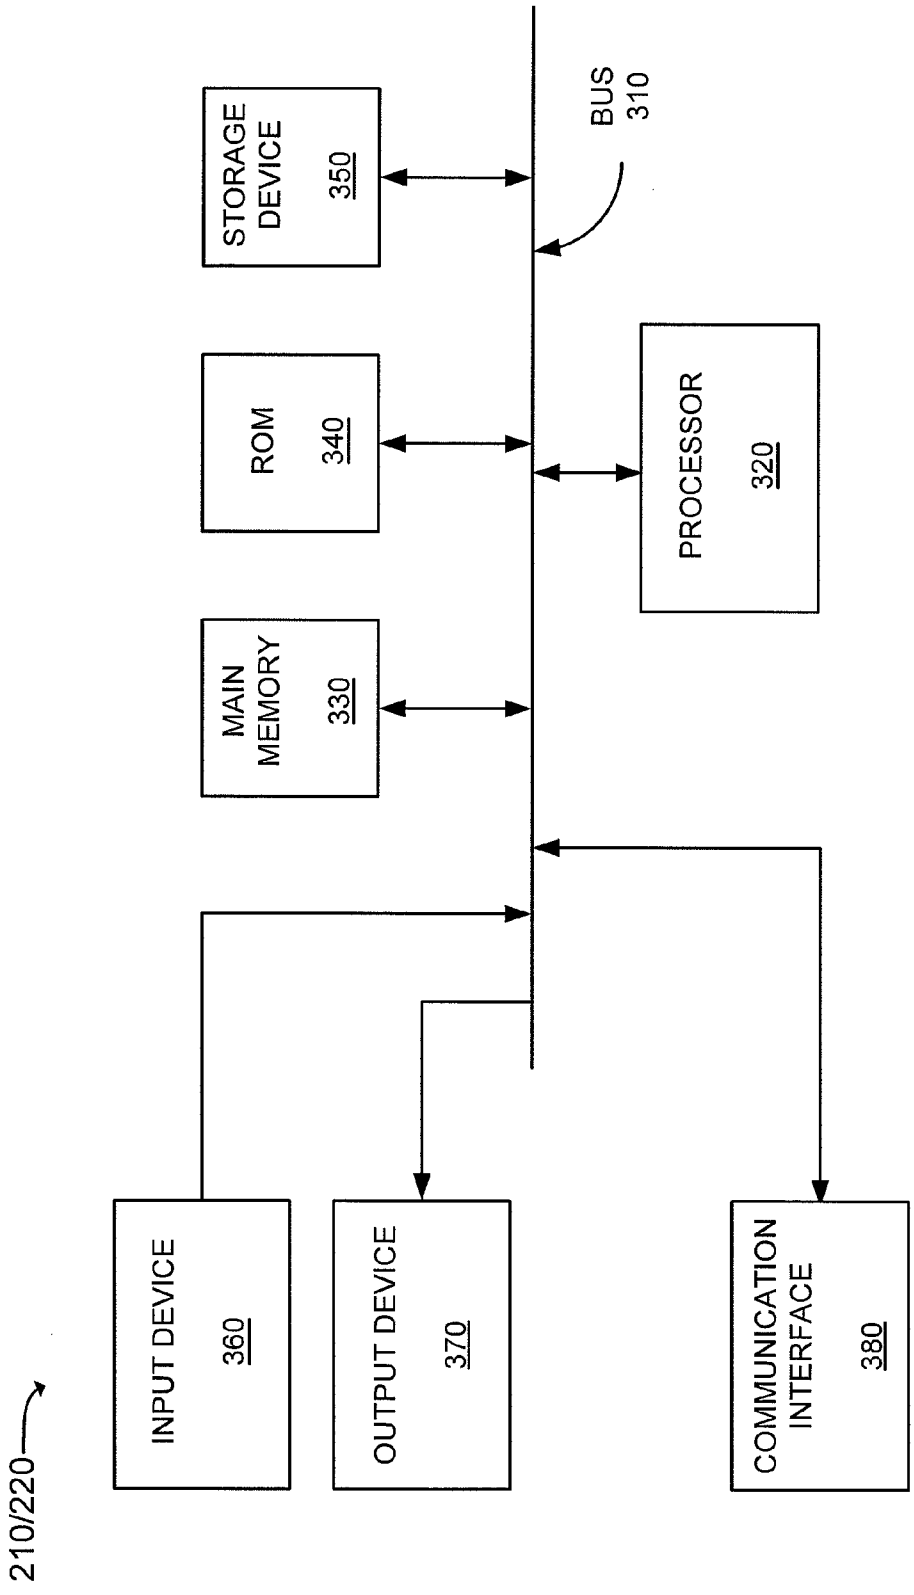 210/220
MAIN
MEMORY
330
ROM
340
STORAGE
DEVICE
350
INPUT DEVICE
360
OUTPUT DEVICE
370
BUS
310
PROCESSOR
320
COMMUNICATION
INTERFACE
380